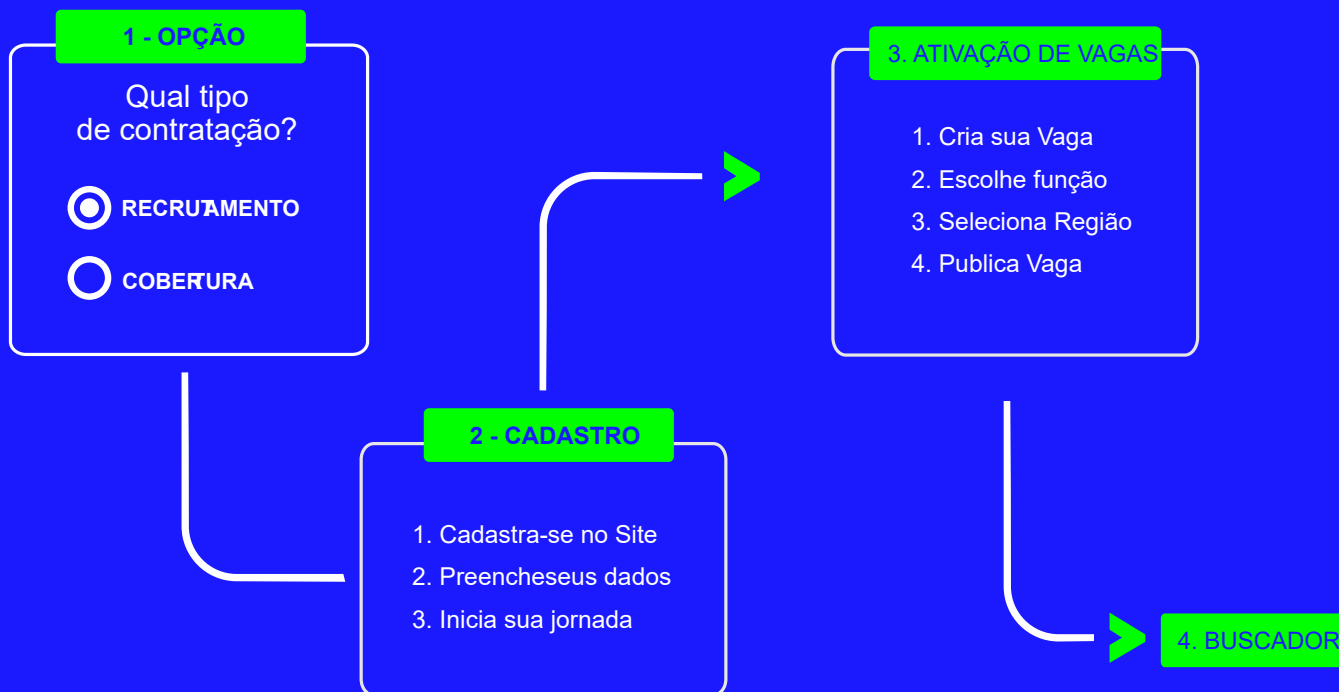 1 - OPÇÃO
Qual tipo
de contratação?
RECRUTAMENTO
COBERTURA
2 - CADASTRO
1. Cadastra-se no Site
2. Preencheseus dados
3. Inicia sua jornada
3. ATIVAÇÃO DE VAGAS
1. Cria sua Vaga
2. Escolhe função
3. Seleciona Região
4. Publica Vaga
4. BUSCADOR